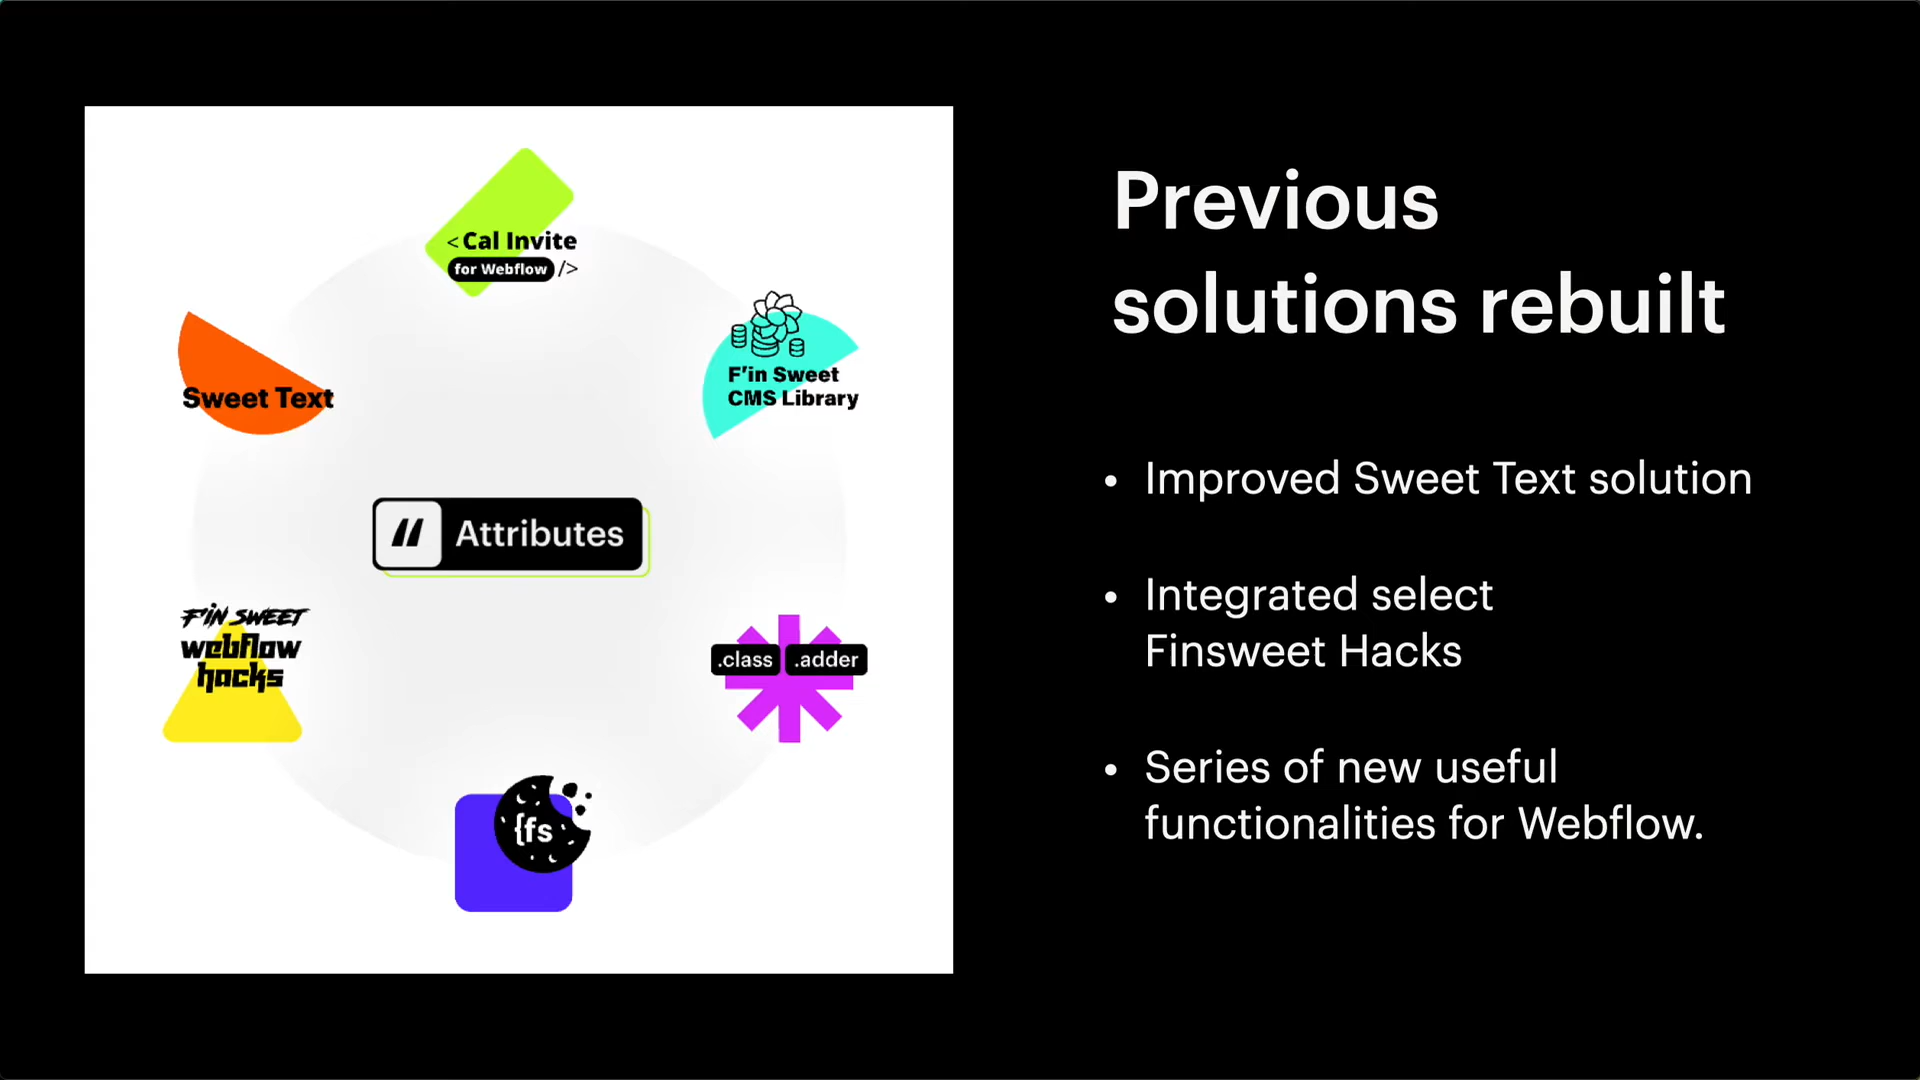 <Cal Invite
for Webflow />
Sweet Text
F'in Sweet
CMS Library
// Attributes
F'in sweet
webflow
hacks
.class .adder
{fs
Previous
solutions rebuilt
• Improved Sweet Text solution
• Integrated select
Finsweet Hacks
• Series of new useful
functionalities for Webflow.